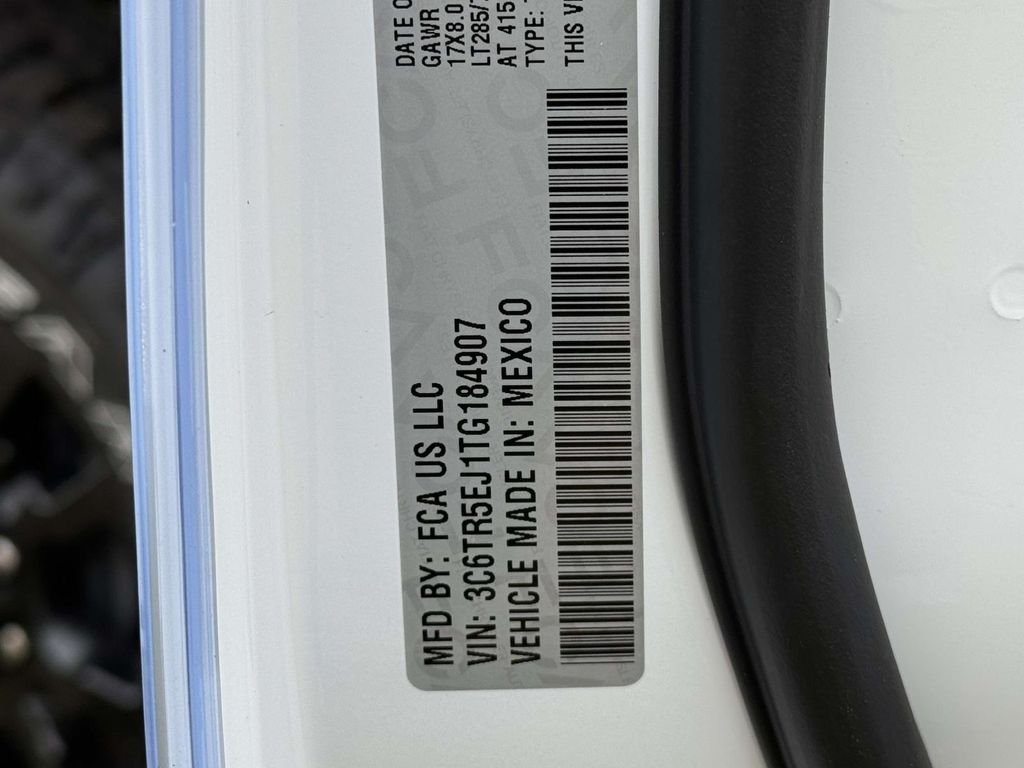 MFD BY: FCA US LLC
DATE O
VIN: 3C6TR5EJ1TG184907
GAWR
VEHICLE MADE IN: MEXICO
17X8.0
LT285/
AT 415
TYPE:
THIS